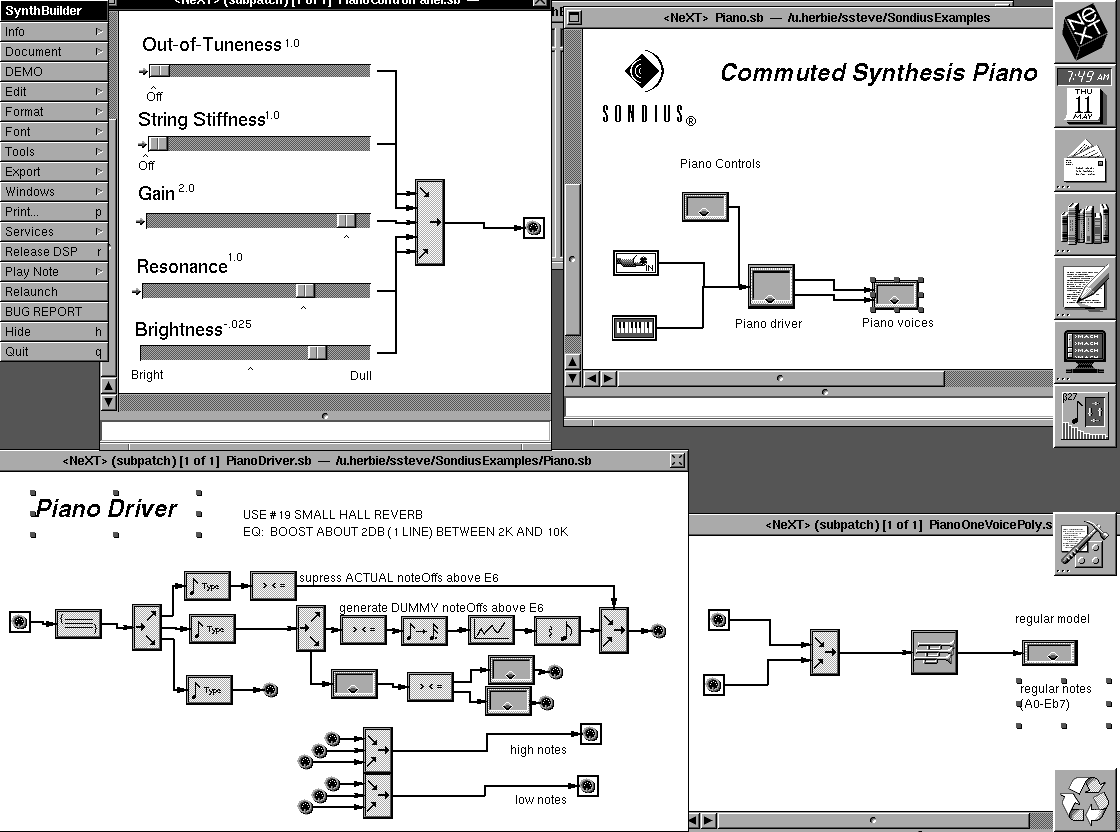 SynthBuilder
Info
Document
DEMO
Edit
Format
Font
Tools
Export
Windows
Print... p
Services
Release DSP r
Play Note
Relaunch
BUG REPORT
Hide h
Quit q
<NeXT> (subpatch) [1 of 1] PianoControlPanel.sb —
Out-of-Tuneness 1.0
Off
String Stiffness 1.0
Off
Gain 2.0
Resonance 1.0
Brightness -.025
Bright Dull
<NeXT> Piano.sb — /u.herbie/ssteve/SondiusExamples
SONDIUS®
Commuted Synthesis Piano
Piano Controls
IN
Piano driver
Piano voices
NeXT
7:49 AM
THU
11
MAY
MACH
MACH
MACH
β27
<NeXT> (subpatch) [1 of 1] PianoDriver.sb — /u.herbie/ssteve/SondiusExamples/Piano.sb
Piano Driver
USE #19 SMALL HALL REVERB
EQ: BOOST ABOUT 2DB (1 LINE) BETWEEN 2K AND 10K
Type > < =
supress ACTUAL noteOffs above E6
generate DUMMY noteOffs above E6
Type > < =
Type > < =
high notes
low notes
<NeXT> (subpatch) [1 of 1] PianoOneVoicePoly.s
regular model
regular notes
(A0-Eb7)